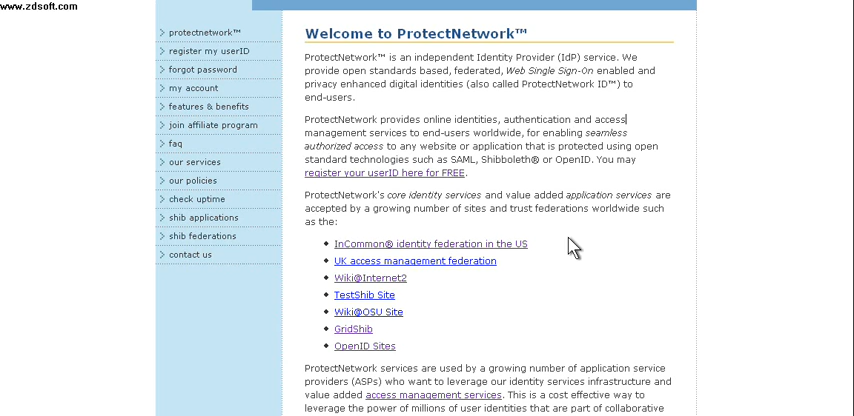 www.zdsoft.com
protectnetwork™
register my userID
forgot password
my account
features & benefits
join affiliate program
faq
our services
our policies
check uptime
shib applications
shib federations
contact us
Welcome to ProtectNetwork™
ProtectNetwork™ is an independent Identity Provider (IdP) service. We
provide open standards based, federated, Web Single Sign-On enabled and
privacy enhanced digital identities (also called ProtectNetwork ID™) to
end-users.
ProtectNetwork provides online identities, authentication and access
management services to end-users worldwide, for enabling seamless
authorized access to any website or application that is protected using open
standard technologies such as SAML, Shibboleth® or OpenID. You may
register your userID here for FREE.
ProtectNetwork's core identity services and value added application services are
accepted by a growing number of sites and trust federations worldwide such
as the:
InCommon® identity federation in the US
UK access management federation
Wiki@Internet2
TestShib Site
Wiki@OSU Site
GridShib
OpenID Sites
ProtectNetwork services are used by a growing number of application service
providers (ASPs) who want to leverage our identity services infrastructure and
value added access management services. This is a cost effective way to
leverage the power of millions of user identities that are part of collaborative